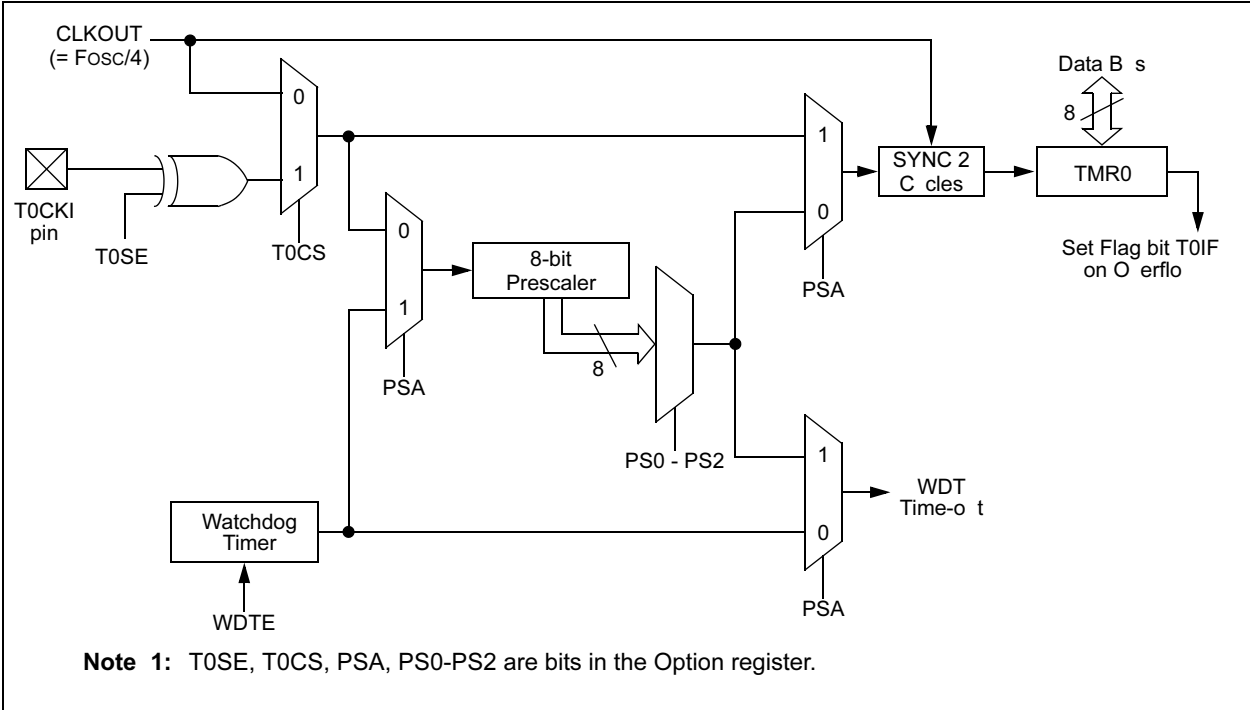 CLKOUT
(= FOSC/4)
Data B s
0
8
1
SYNC 2
C cles
TMR0
1
T0CKI
pin
0
T0SE
T0CS
0
8-bit
Prescaler
Set Flag bit T0IF
on O erflo
PSA
1
8
PSA
PS0 - PS2
1
WDT
Time-o t
Watchdog
Timer
0
WDTE
PSA
Note 1: T0SE, T0CS, PSA, PS0-PS2 are bits in the Option register.